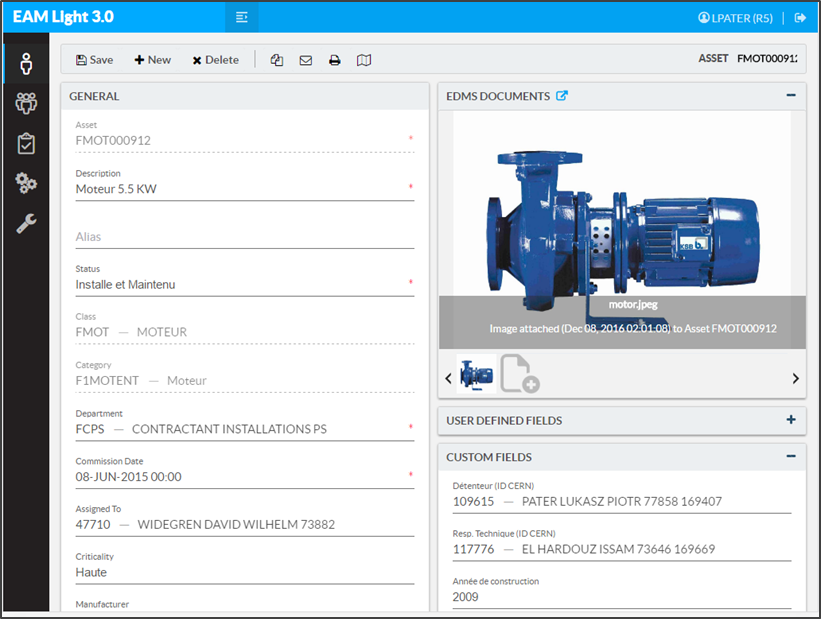 EAM Light 3.0
LPATER (R5)
Save
New
Delete
ASSET FMOT000912
GENERAL
Asset
FMOT000912 *
Description
Moteur 5.5 KW *
Alias
Status
Installe et Maintenu *
Class
FMOT — MOTEUR
Category
F1MOTENT — Moteur
Department
FCPS — CONTRACTANT INSTALLATIONS PS *
Commission Date
08-JUN-2015 00:00 *
Assigned To
47710 — WIDEGREN DAVID WILHELM 73882
Criticality
Haute
Manufacturer
EDMS DOCUMENTS
KSB
motor.jpeg
Image attached (Dec 08, 2016 02:01:08) to Asset FMOT000912
USER DEFINED FIELDS
CUSTOM FIELDS
Détenteur (ID CERN)
109615 — PATER LUKASZ PIOTR 77858 169407
Resp. Technique (ID CERN)
117776 — EL HARDOUZ ISSAM 73646 169669
Année de construction
2009